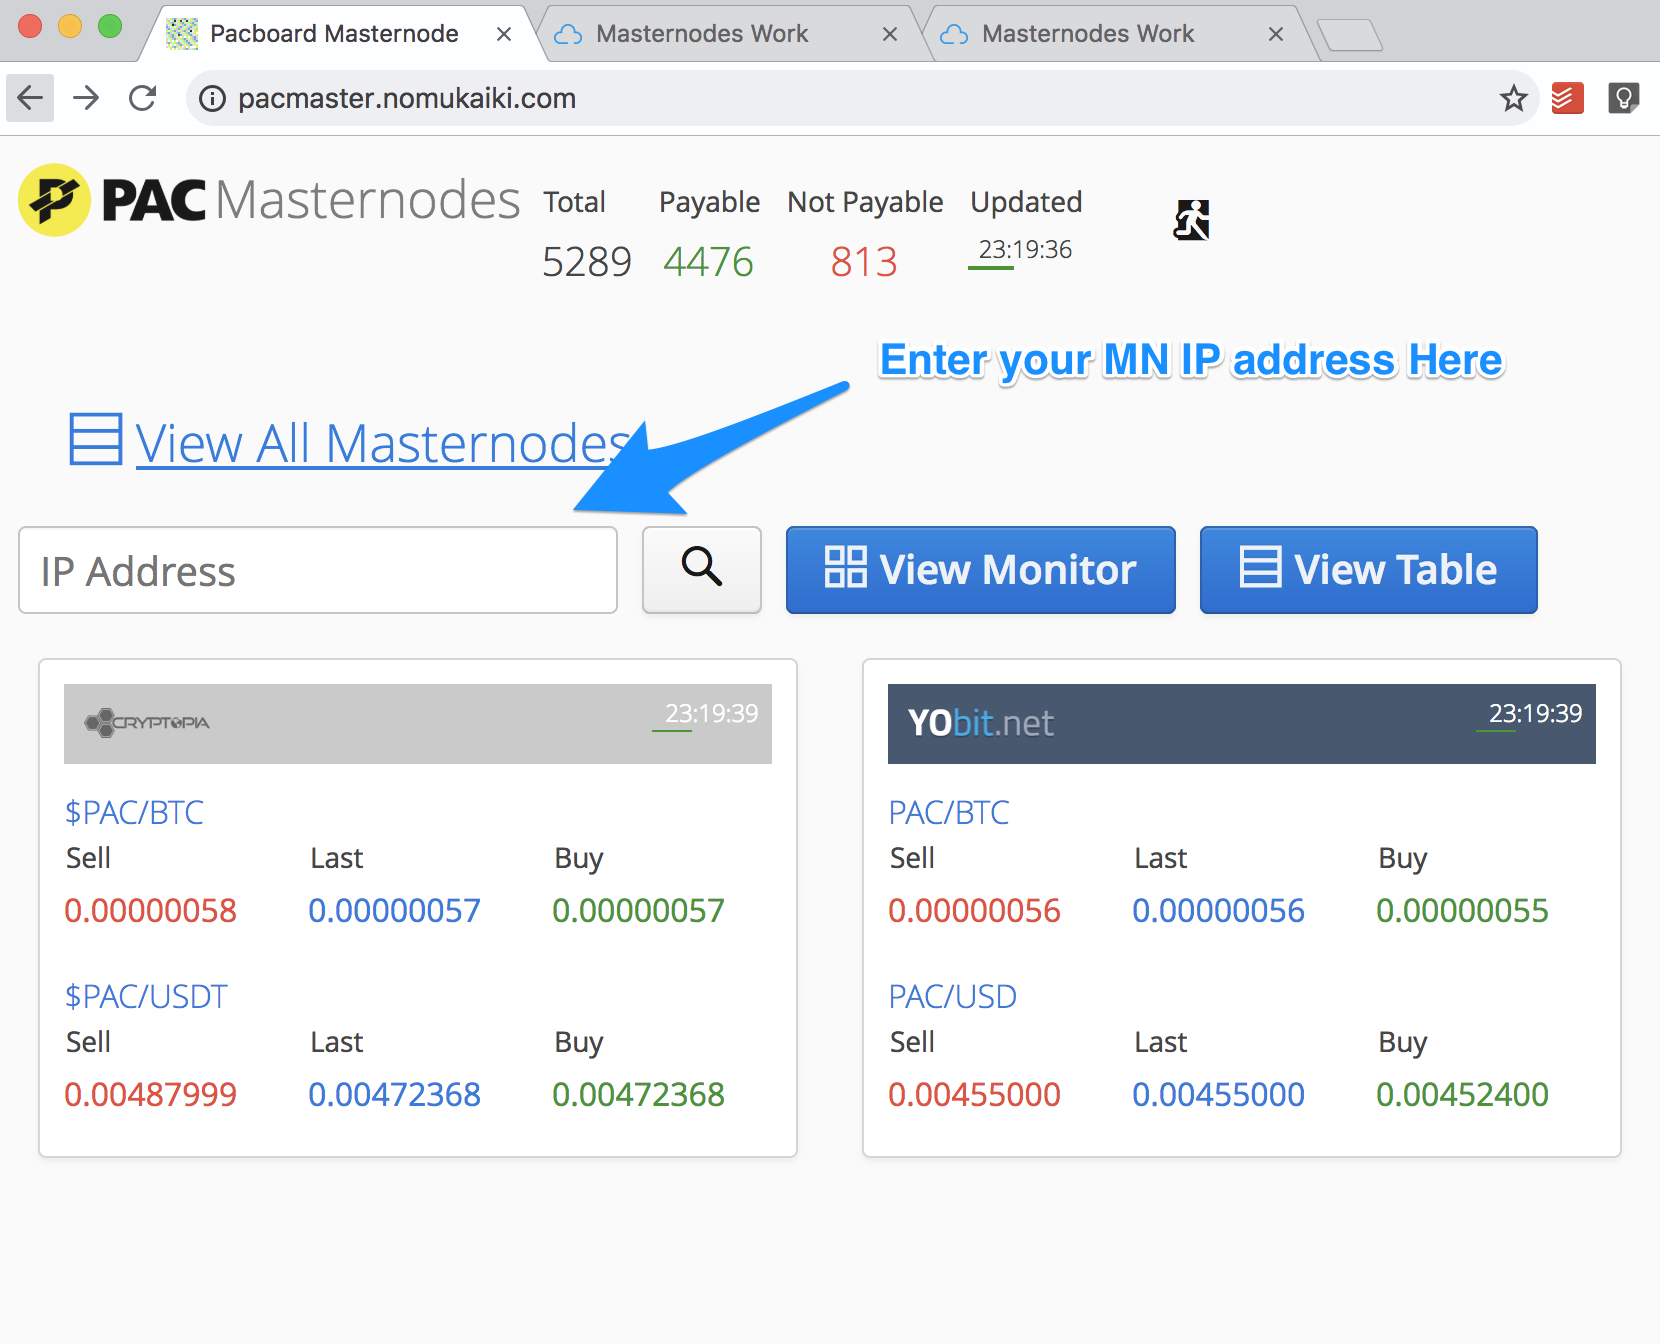 Pacboard Masternode
Masternodes Work
Masternodes Work
pacmaster.nomukaiki.com
PAC Masternodes
Total Payable Not Payable Updated
5289 4476 813 23:19:36
Enter your MN IP address Here
View All Masternodes
IP Address
View Monitor
View Table
CRYPTOPIA 23:19:39
$PAC/BTC
Sell Last Buy
0.00000058 0.00000057 0.00000057
$PAC/USDT
Sell Last Buy
0.00487999 0.00472368 0.00472368
YObit.net 23:19:39
PAC/BTC
Sell Last Buy
0.00000056 0.00000056 0.00000055
PAC/USD
Sell Last Buy
0.00455000 0.00455000 0.00452400